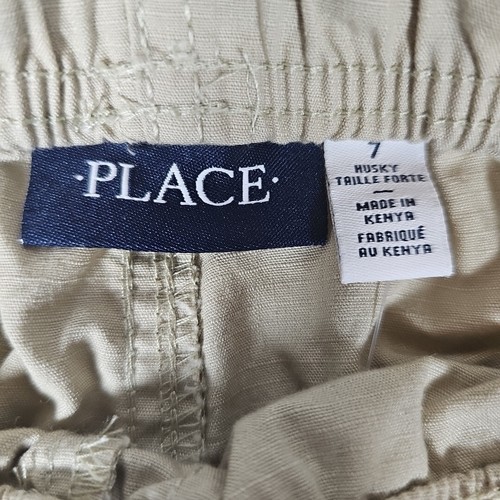 ·PLACE·
7
HUSKY
TAILLE FORTE
MADE IN
KENYA
FABRIQUÉ
AU KENYA